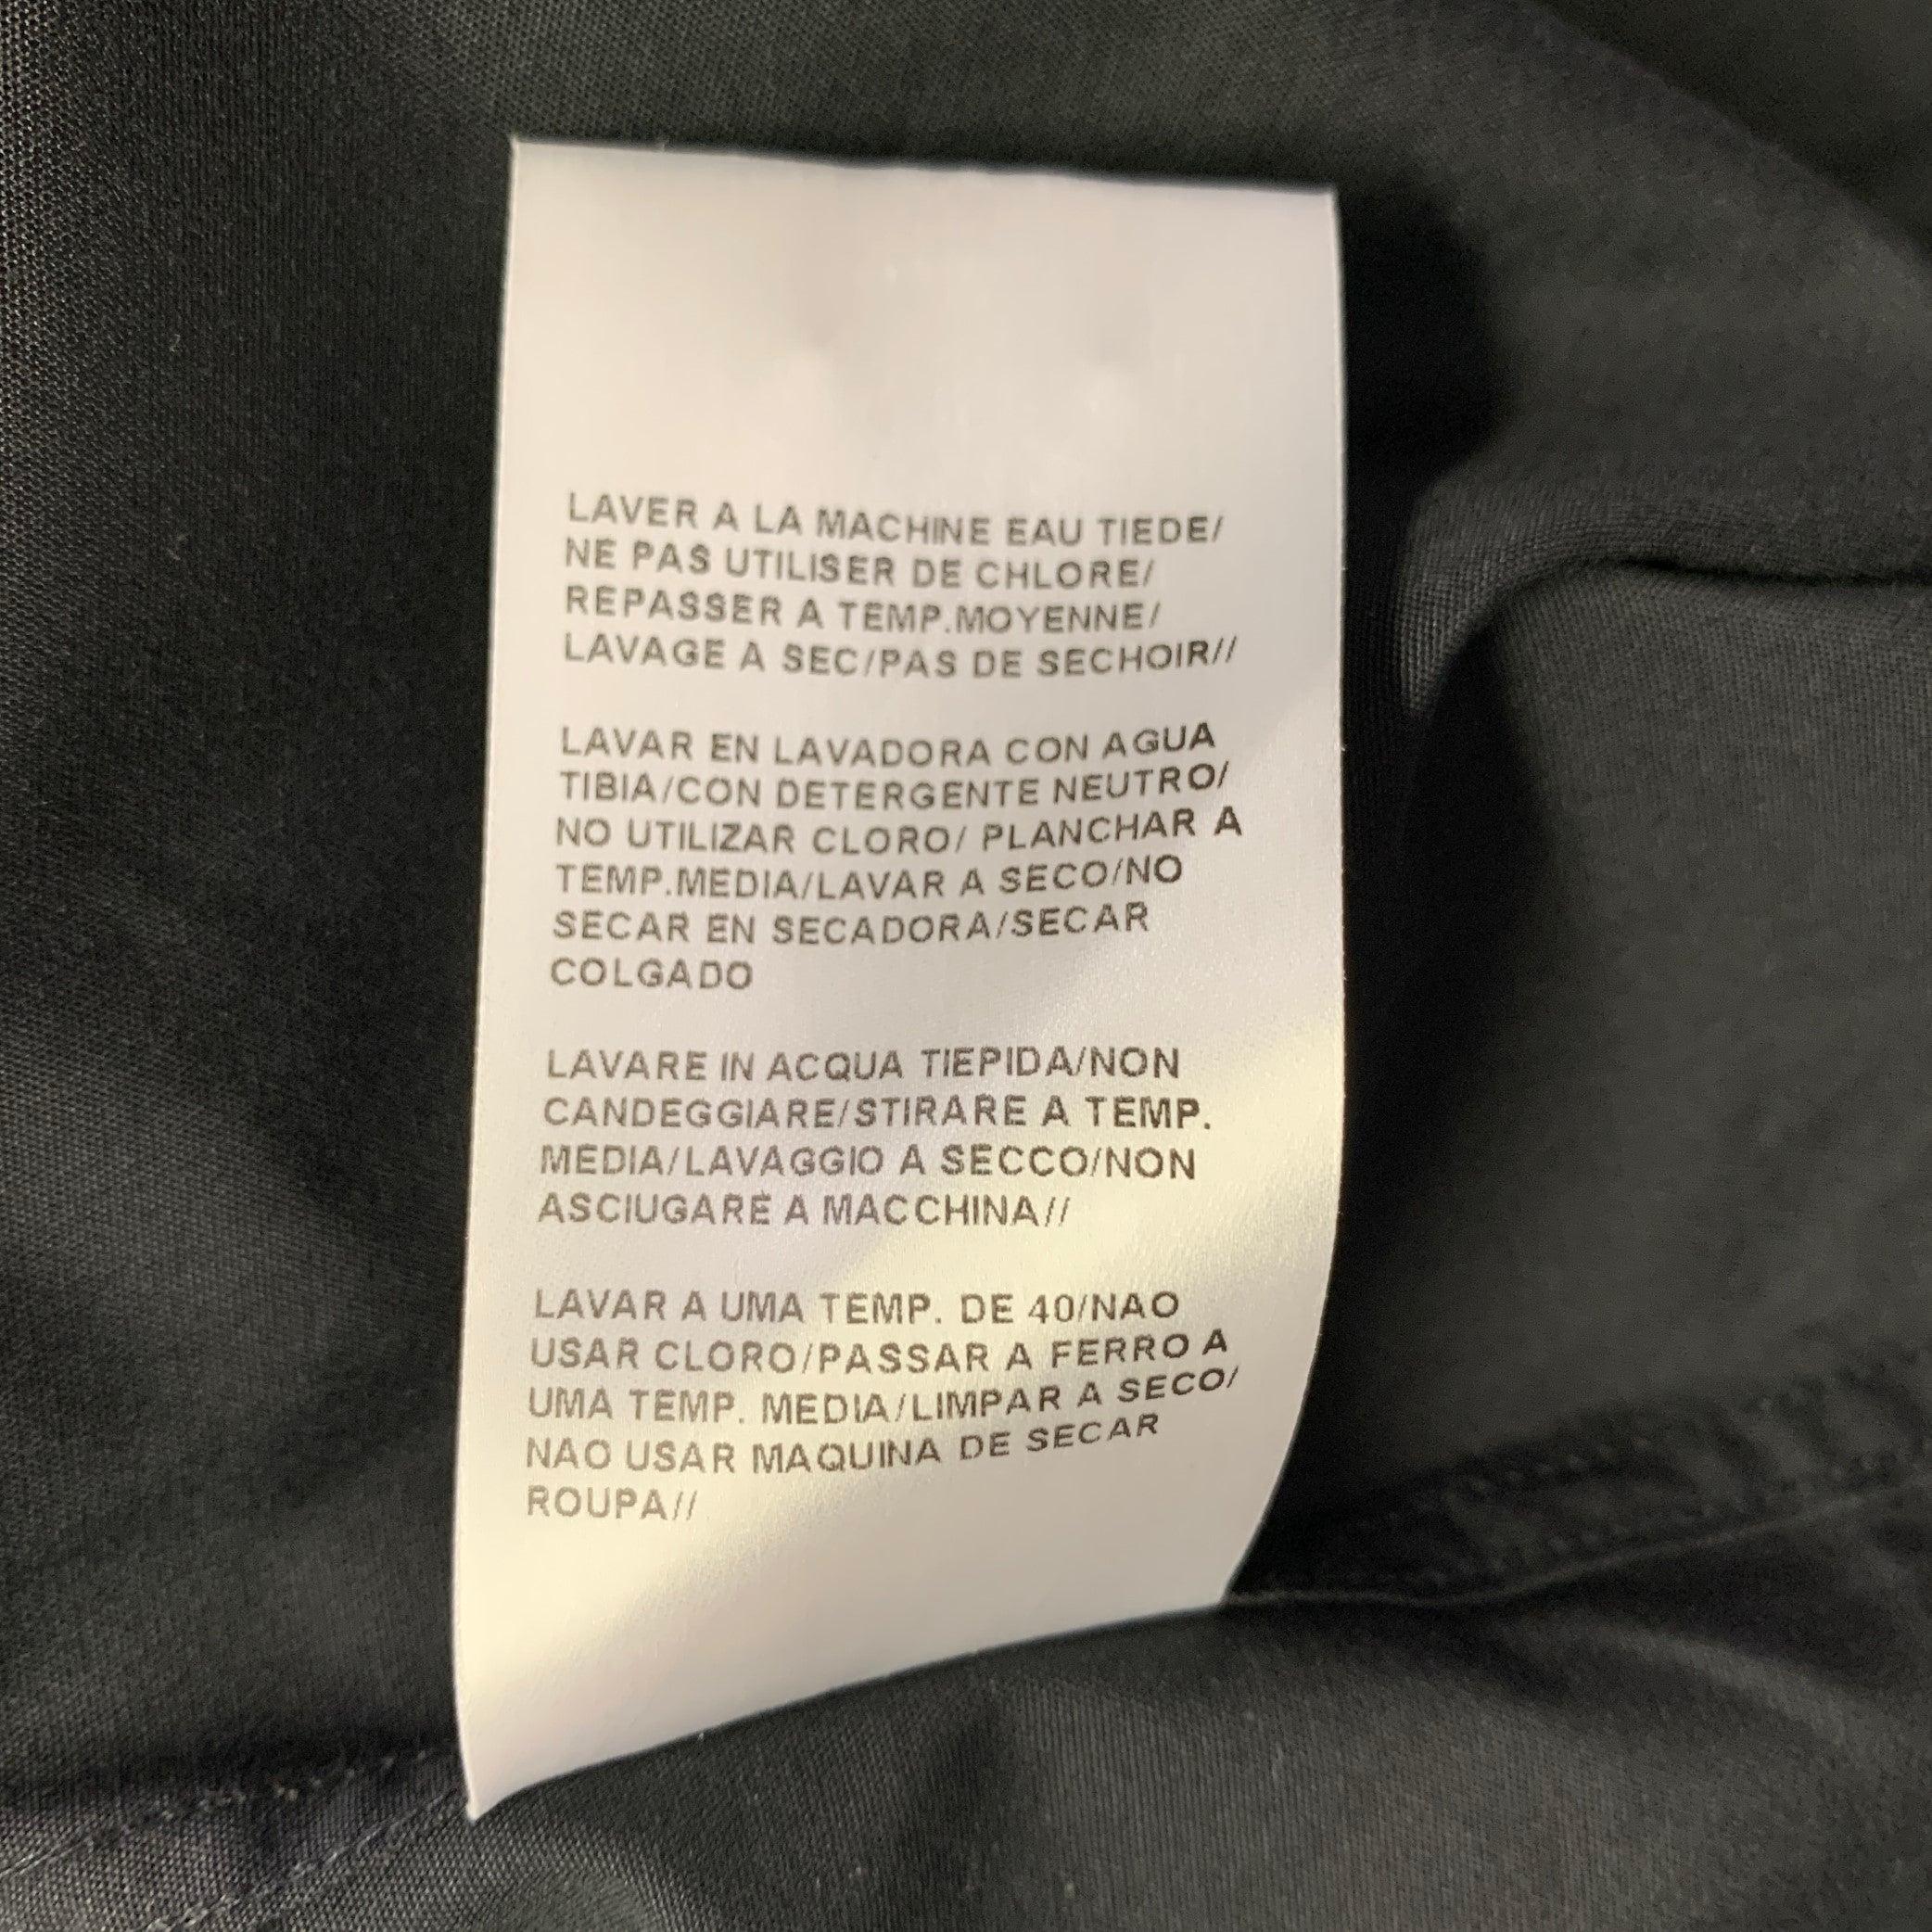 LAVER A LA MACHINE EAU TIEDE/
NE PAS UTILISER DE CHLORE/
REPASSER A TEMP.MOYENNE/
LAVAGE A SEC/PAS DE SECHOIR//
LAVAR EN LAVADORA CON AGUA
TIBIA/CON DETERGENTE NEUTRO/
NO UTILIZAR CLORO/ PLANCHAR A
TEMP.MEDIA/LAVAR A SECO/NO
SECAR EN SECADORA/SECAR
COLGADO
LAVARE IN ACQUA TIEPIDA/NON
CANDEGGIARE/STIRARE A TEMP.
MEDIA/LAVAGGIO A SECCO/NON
ASCIUGARE A MACCHINA//
LAVAR A UMA TEMP. DE 40/NAO
USAR CLORO/PASSAR A FERRO A
UMA TEMP. MEDIA/LIMPAR A SECO/
NAO USAR MAQUINA DE SECAR
ROUPA//